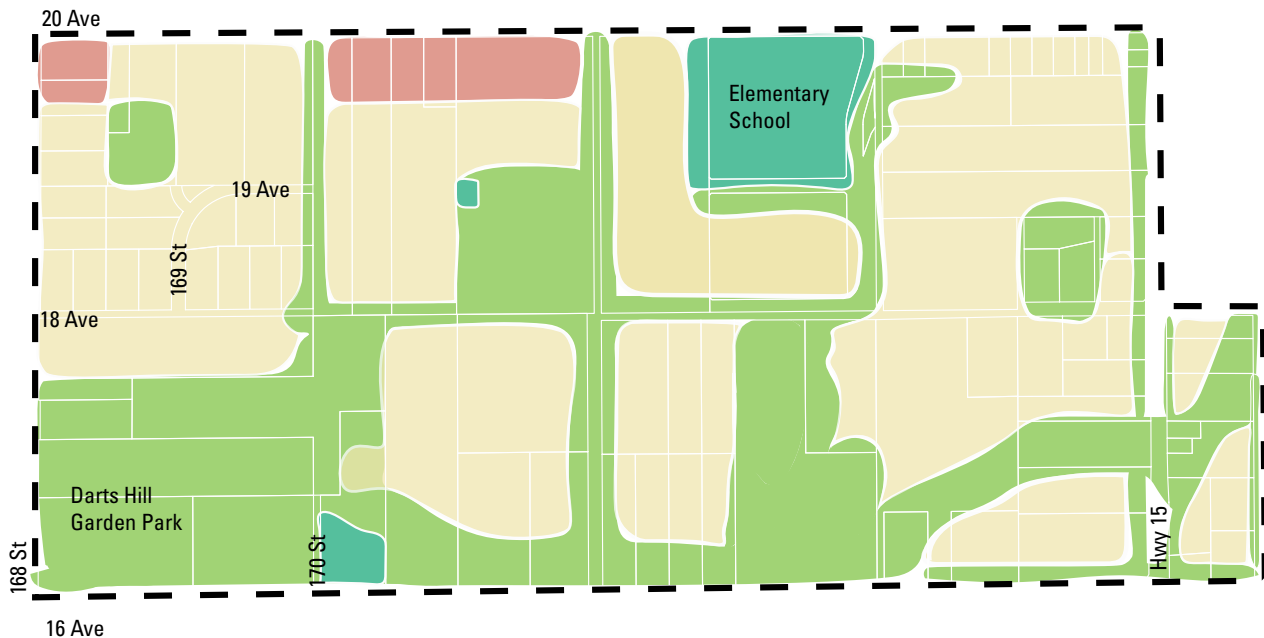 20 Ave
Elementary
School
19 Ave
169 St
18 Ave
Darts Hill
Garden Park
168 St
170 St
Hwy 15
16 Ave